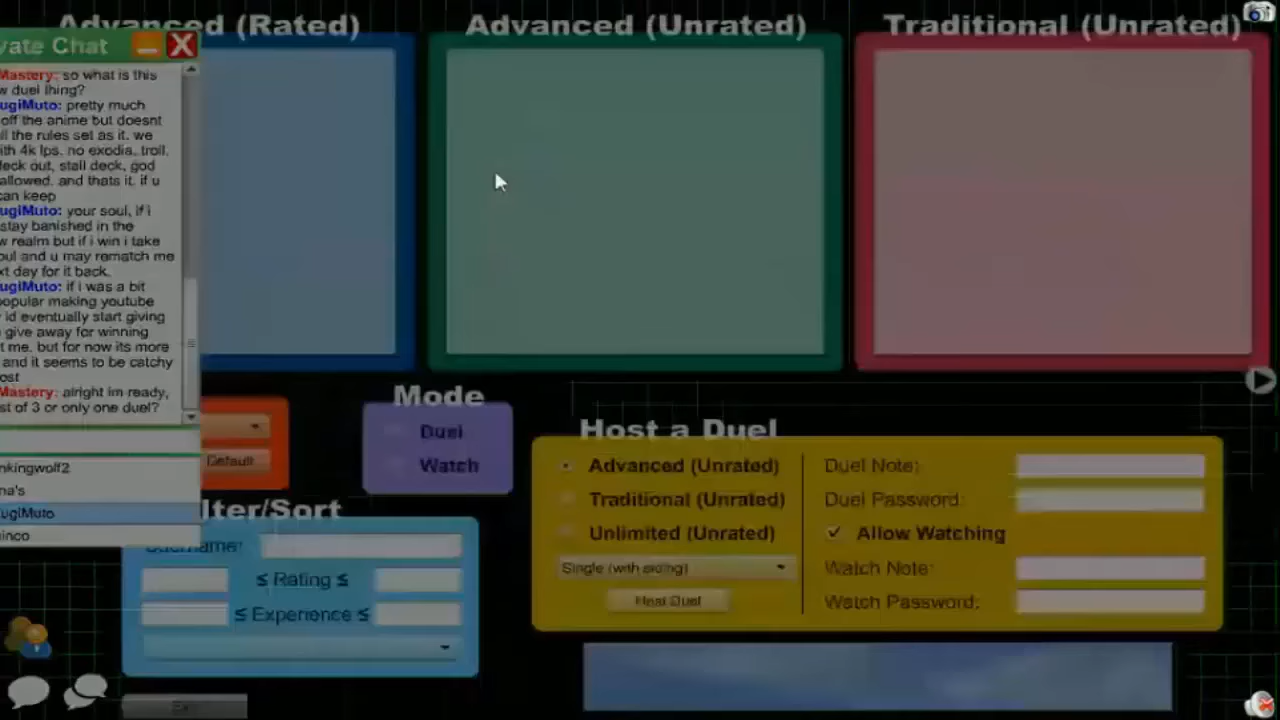 Advanced (Rated)
Advanced (Unrated)
Traditional (Unrated)
vate Chat
Mastery: so what is this
w duel thing?
ugiMuto: pretty much
off the anime but doesnt
ll the rules set as it. we
ith 4k lps. no exodia, troll,
deck out, stall deck, god
allowed. and thats it. if u
can keep
ugiMuto: your soul, if i
stay banished in the
w realm but if i win i take
oul and u may rematch me
xt day for it back.
ugiMuto: if i was a bit
popular making youtube
y id eventually start giving
give away for winning
t me. but for now its more
and it seems to be catchy
ost
Mastery: alright im ready,
st of 3 or only one duel?
nkingwolf2
na's
ugiMuto
inco
Default
Mode
Duel
Watch
lter/Sort
Username:
≤ Rating ≤
≤ Experience ≤
Host a Duel
Advanced (Unrated)
Traditional (Unrated)
Unlimited (Unrated)
Single (with siding)
Host Duel
Duel Note:
Duel Password:
Allow Watching
Watch Note:
Watch Password: